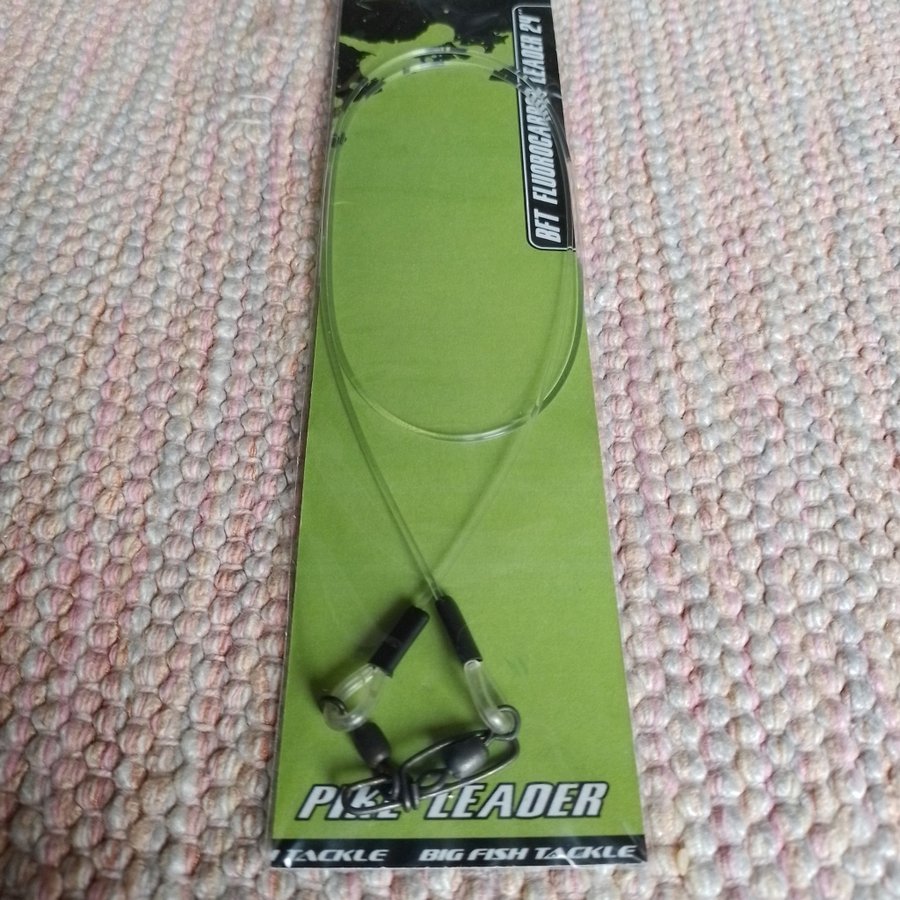 BFT FLUOROCARBON LEADER 24"
PIKE LEADER
TACKLE BIG FISH TACKLE